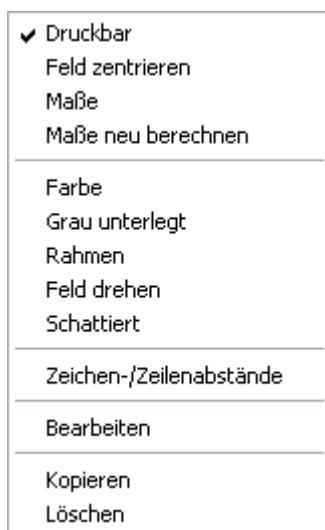 Druckbar
Feld zentrieren
Maße
Maße neu berechnen
Farbe
Grau unterlegt
Rahmen
Feld drehen
Schattiert
Zeichen-/Zeilenabstände
Bearbeiten
Kopieren
Löschen